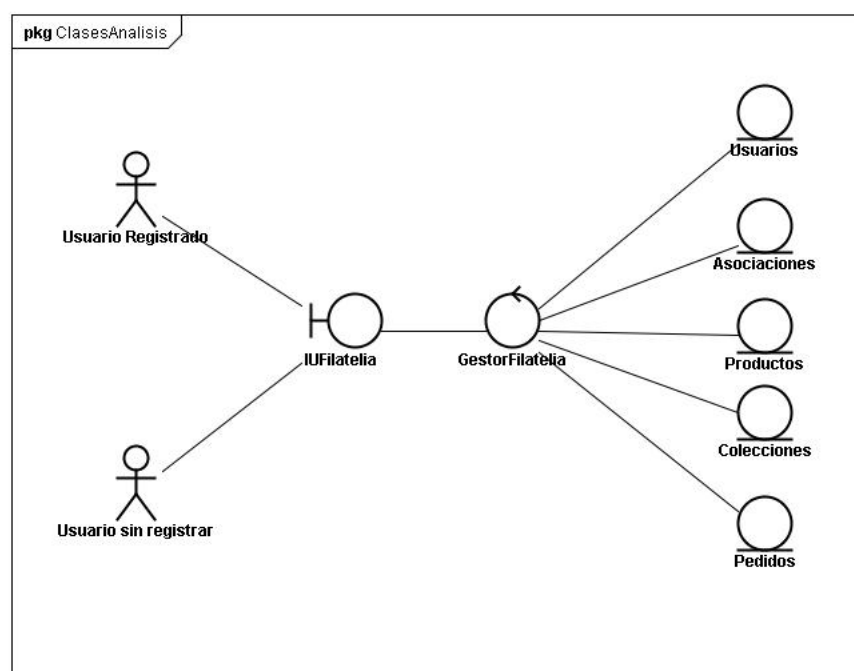 pkg ClasesAnalisis
Usuarios
Usuario Registrado
Asociaciones
IUFilatelia
GestorFilatelia
Productos
Colecciones
Usuario sin registrar
Pedidos